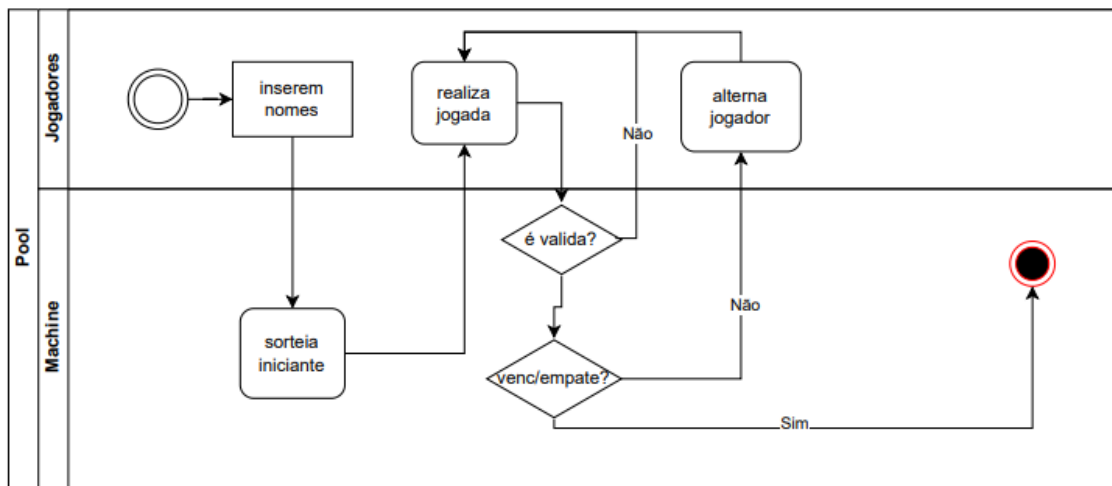 Pool
Jogadores
inserem
nomes
realiza
jogada
Não
alterna
jogador
Machine
sorteia
iniciante
é valida?
venc/empate?
Não
Sim